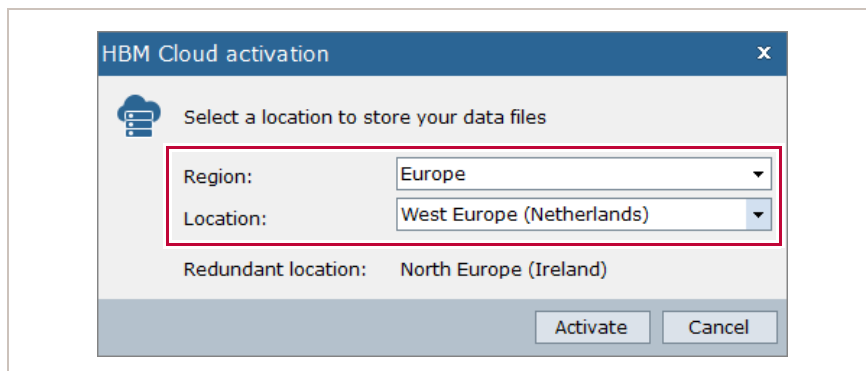 HBM Cloud activation x
Select a location to store your data files
Region: Europe
Location: West Europe (Netherlands)
Redundant location: North Europe (Ireland)
Activate Cancel